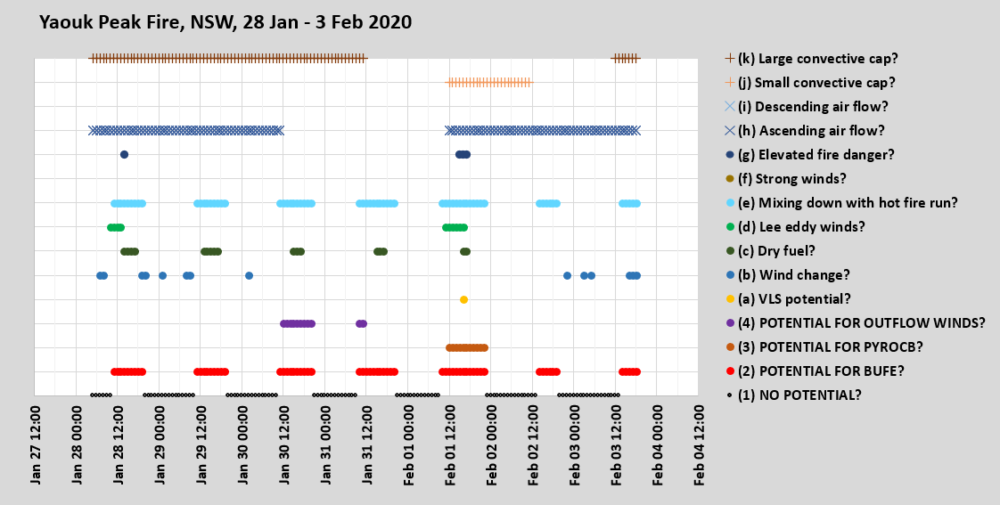 Yaouk Peak Fire, NSW, 28 Jan - 3 Feb 2020
(k) Large convective cap?
(j) Small convective cap?
(i) Descending air flow?
(h) Ascending air flow?
(g) Elevated fire danger?
(f) Strong winds?
(e) Mixing down with hot fire run?
(d) Lee eddy winds?
(c) Dry fuel?
(b) Wind change?
(a) VLS potential?
(4) POTENTIAL FOR OUTFLOW WINDS?
(3) POTENTIAL FOR PYROCB?
(2) POTENTIAL FOR BUFE?
(1) NO POTENTIAL?
Jan 27 12:00
Jan 28 00:00
Jan 28 12:00
Jan 29 00:00
Jan 29 12:00
Jan 30 00:00
Jan 30 12:00
Jan 31 00:00
Jan 31 12:00
Feb 01 00:00
Feb 01 12:00
Feb 02 00:00
Feb 02 12:00
Feb 03 00:00
Feb 03 12:00
Feb 04 00:00
Feb 04 12:00